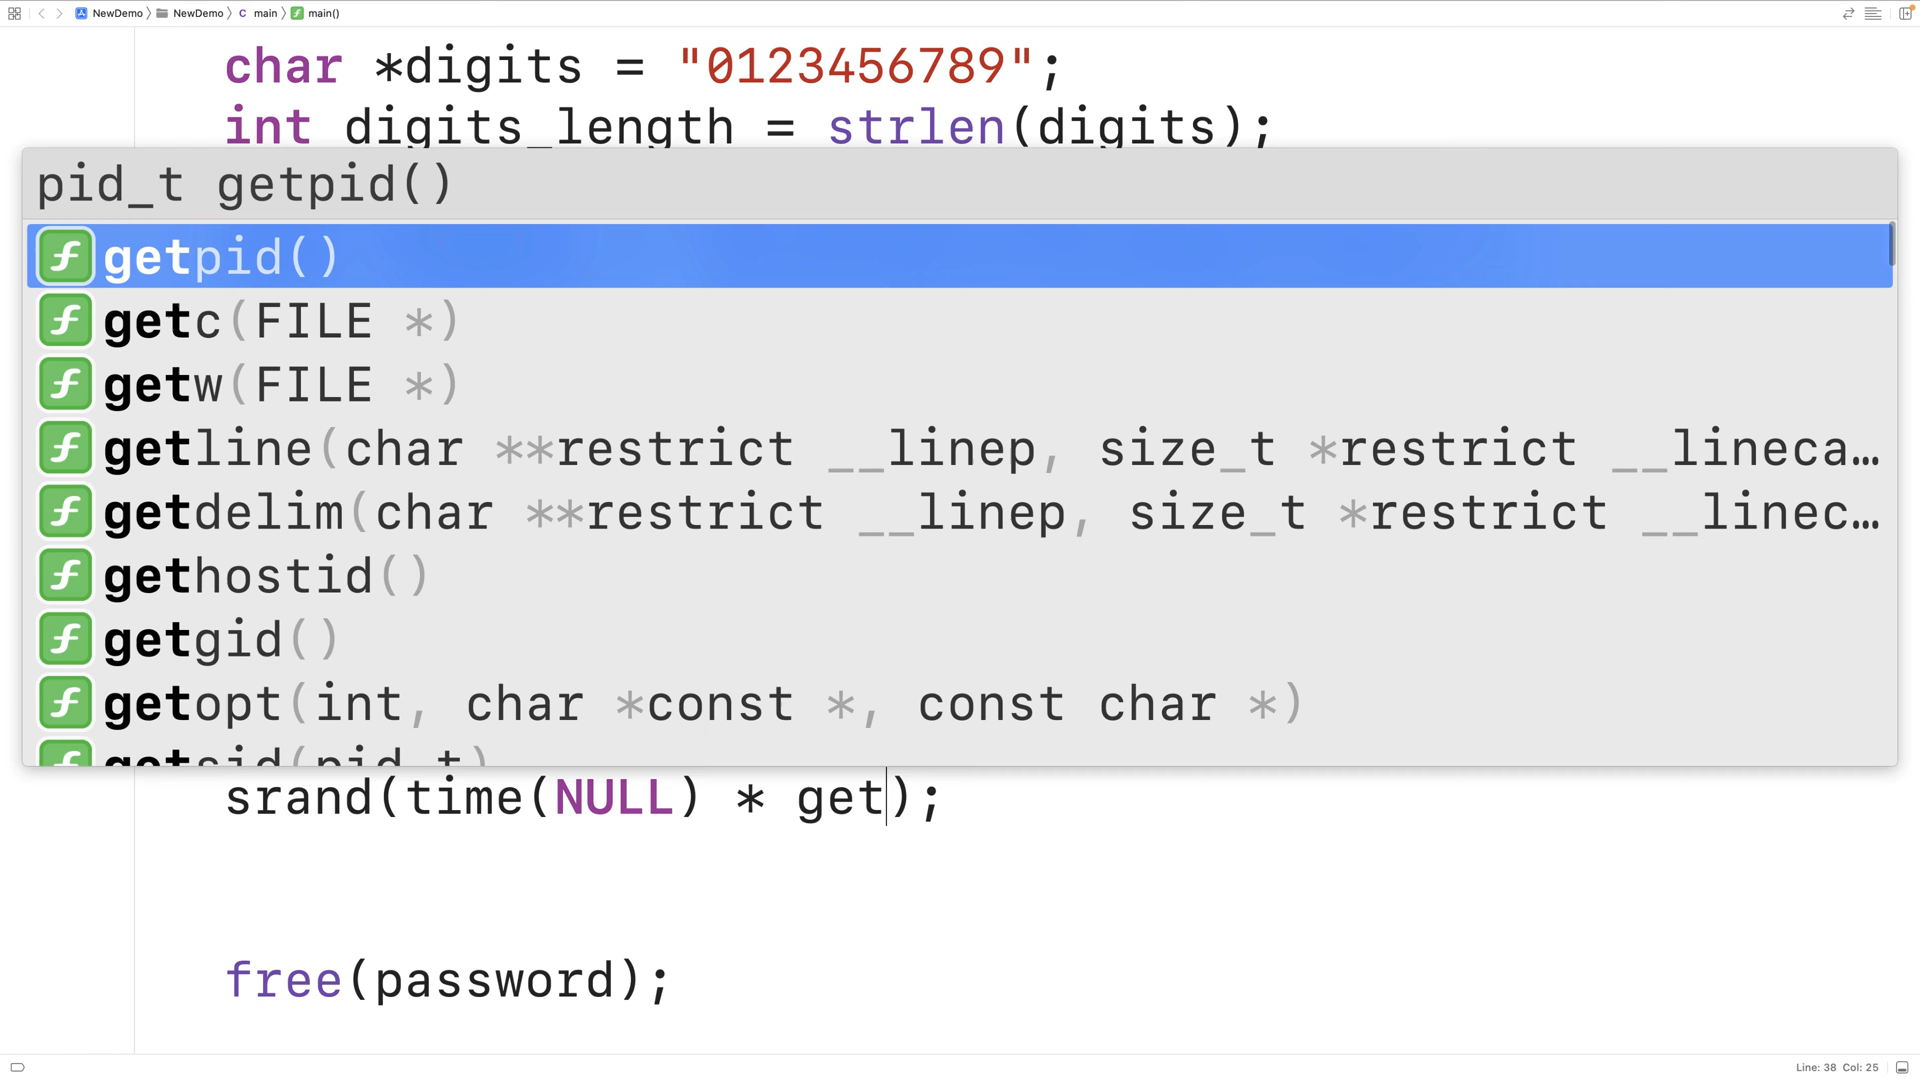 NewDemo NewDemo C main f main()
char *digits = "0123456789";
int digits_length = strlen(digits);
pid_t getpid()
f getpid()
f getc(FILE *)
f getw(FILE *)
f getline(char **restrict __linep, size_t *restrict __lineca…
f getdelim(char **restrict __linep, size_t *restrict __linec…
f gethostid()
f getgid()
f getopt(int, char *const *, const char *)
f getsid(pid_t)
srand(time(NULL) * get);
free(password);
Line: 38 Col: 25